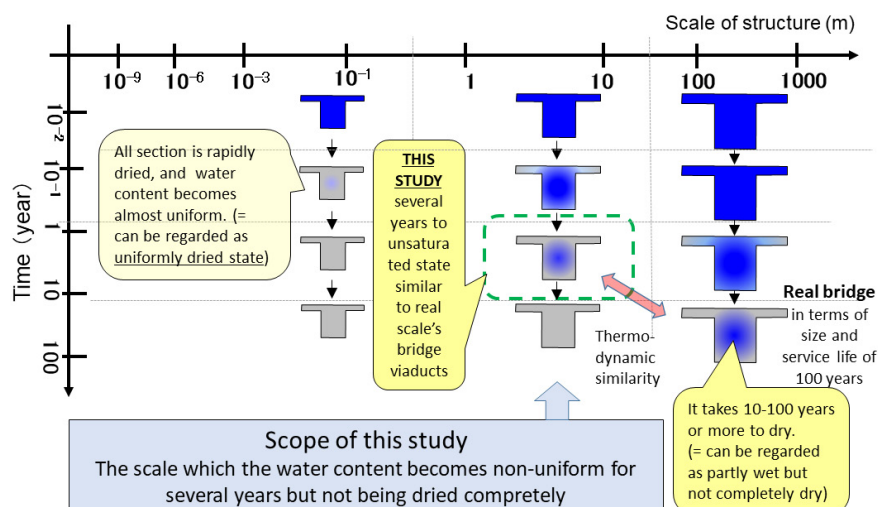 Scale of structure (m)
10⁻⁹
10⁻⁶
10⁻³
10⁻¹
1
10
100
1000
Time (year)
10⁻²
10⁻¹
1
10
100
All section is rapidly
dried, and water
content becomes
almost uniform. (=
can be regarded as
uniformly dried state)
THIS
STUDY
several
years to
unsatura
ted state
similar
to real
scale's
bridge
viaducts
Thermo-
dynamic
similarity
Real bridge
in terms of
size and
service life of
100 years
It takes 10-100 years
or more to dry.
(= can be regarded
as partly wet but
not completely dry)
Scope of this study
The scale which the water content becomes non-uniform for
several years but not being dried compretely